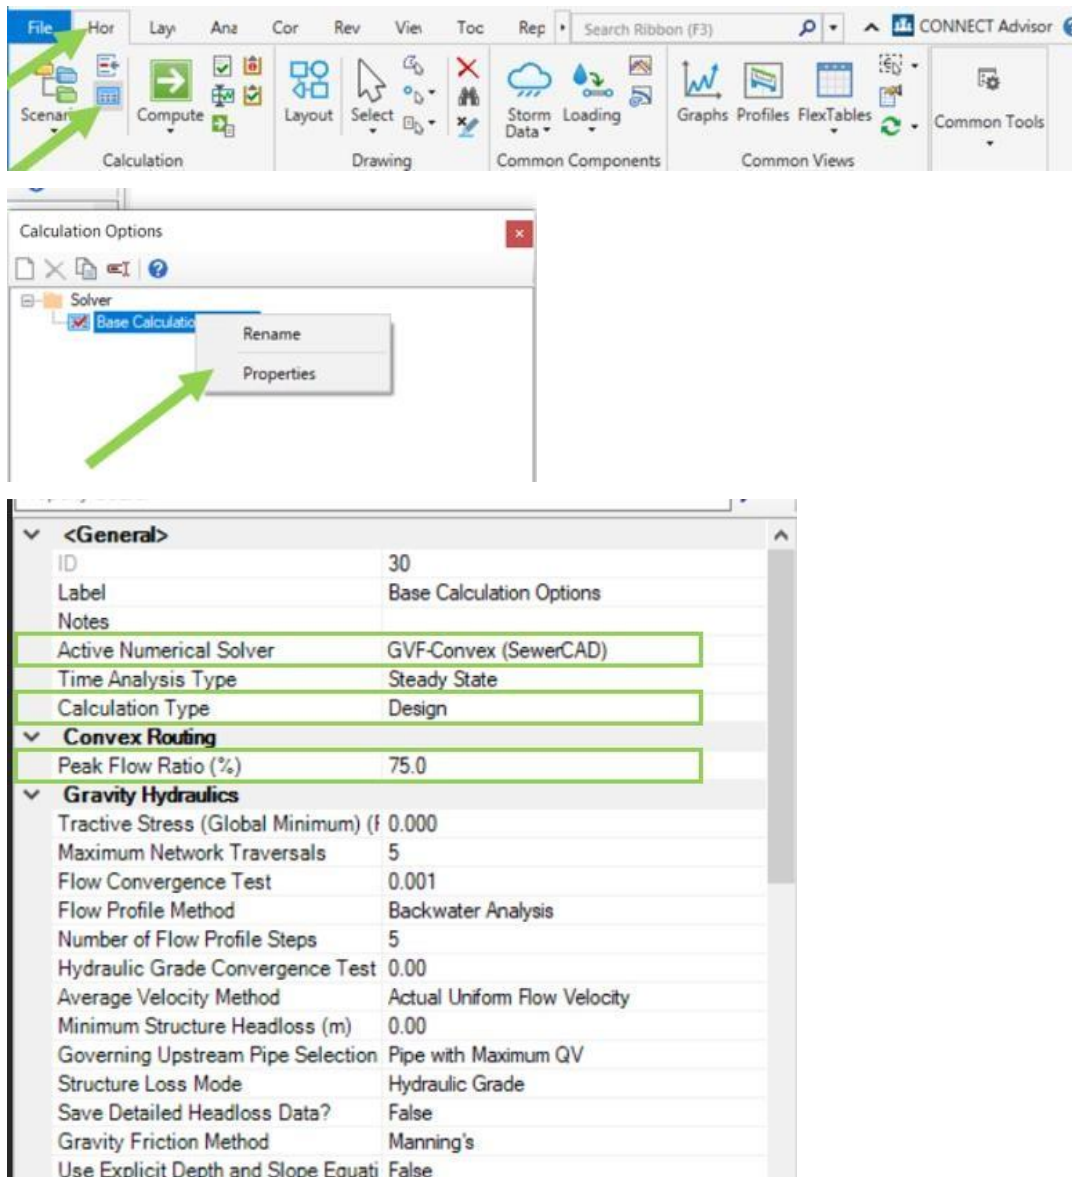 File Hor Lay Ana Cor Rev Viev Toc Rep Search Ribbon (F3) CONNECT Advisor
Scenar Compute Layout Select Storm Data Loading Graphs Profiles FlexTables Common Tools
Calculation Drawing Common Components Common Views
Calculation Options
Solver
Base Calculatio
Rename
Properties
<General>
ID 30
Label Base Calculation Options
Notes
Active Numerical Solver GVF-Convex (SewerCAD)
Time Analysis Type Steady State
Calculation Type Design
Convex Routing
Peak Flow Ratio (%) 75.0
Gravity Hydraulics
Tractive Stress (Global Minimum) (F 0.000
Maximum Network Traversals 5
Flow Convergence Test 0.001
Flow Profile Method Backwater Analysis
Number of Flow Profile Steps 5
Hydraulic Grade Convergence Test 0.00
Average Velocity Method Actual Uniform Flow Velocity
Minimum Structure Headloss (m) 0.00
Governing Upstream Pipe Selection Pipe with Maximum QV
Structure Loss Mode Hydraulic Grade
Save Detailed Headloss Data? False
Gravity Friction Method Manning's
Use Explicit Depth and Slope Equati False